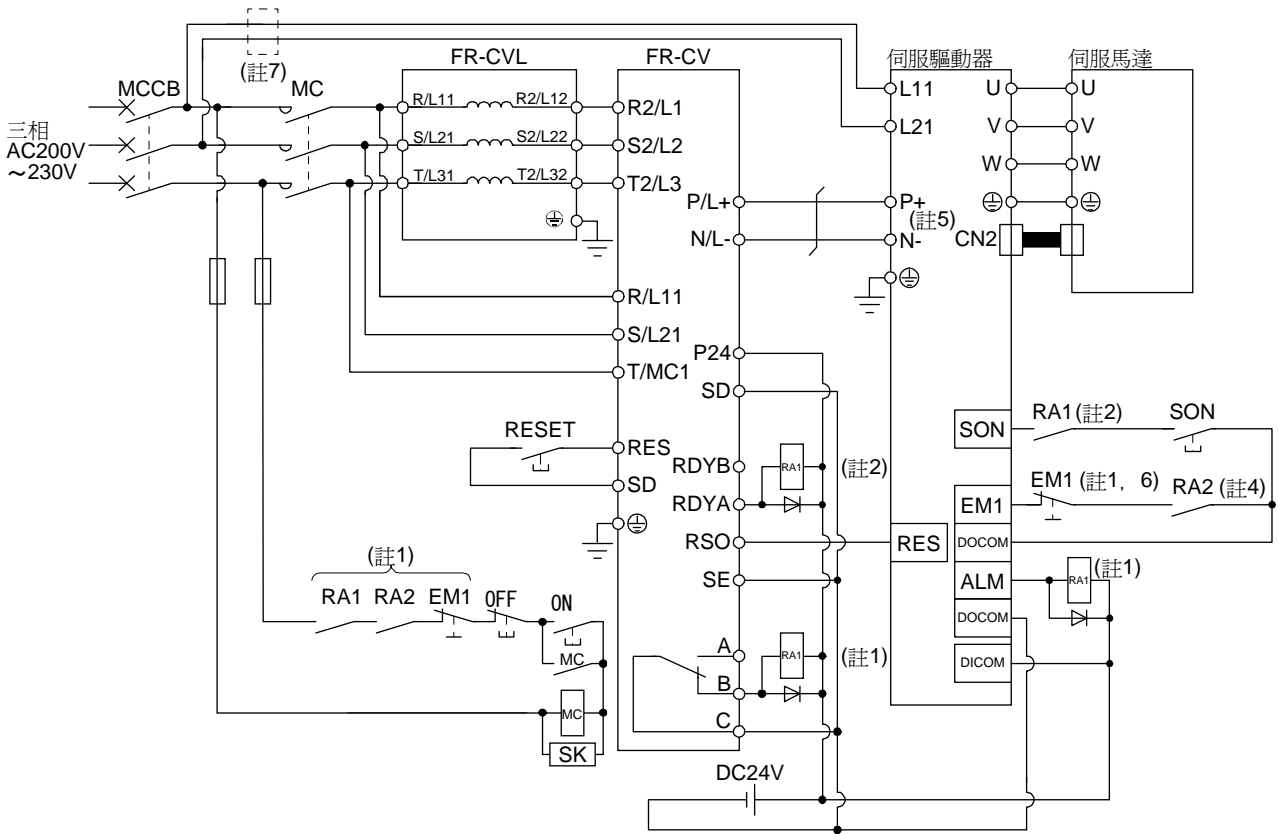 (註7)
MCCB
MC
三相
AC200V
～230V
FR-CVL
R/L11
R2/L12
S/L21
S2/L22
T/L31
T2/L32
FR-CV
R2/L1
S2/L2
T2/L3
P/L+
N/L-
R/L11
S/L21
T/MC1
P24
SD
RESET
RES
SD
RDYB
RDYA
RSO
SE
A
B
C
RA1
(註2)
RA1
(註1)
(註1)
RA1
RA2
EM1
OFF
ON
MC
MC
SK
DC24V
伺服驅動器
L11
L21
P+
(註5)
N-
U
V
W
CN2
伺服馬達
U
V
W
RES
SON
EM1
DOCOM
ALM
DOCOM
DICOM
RA1(註2)
SON
EM1 (註1, 6)
RA2 (註4)
RA1
(註1)